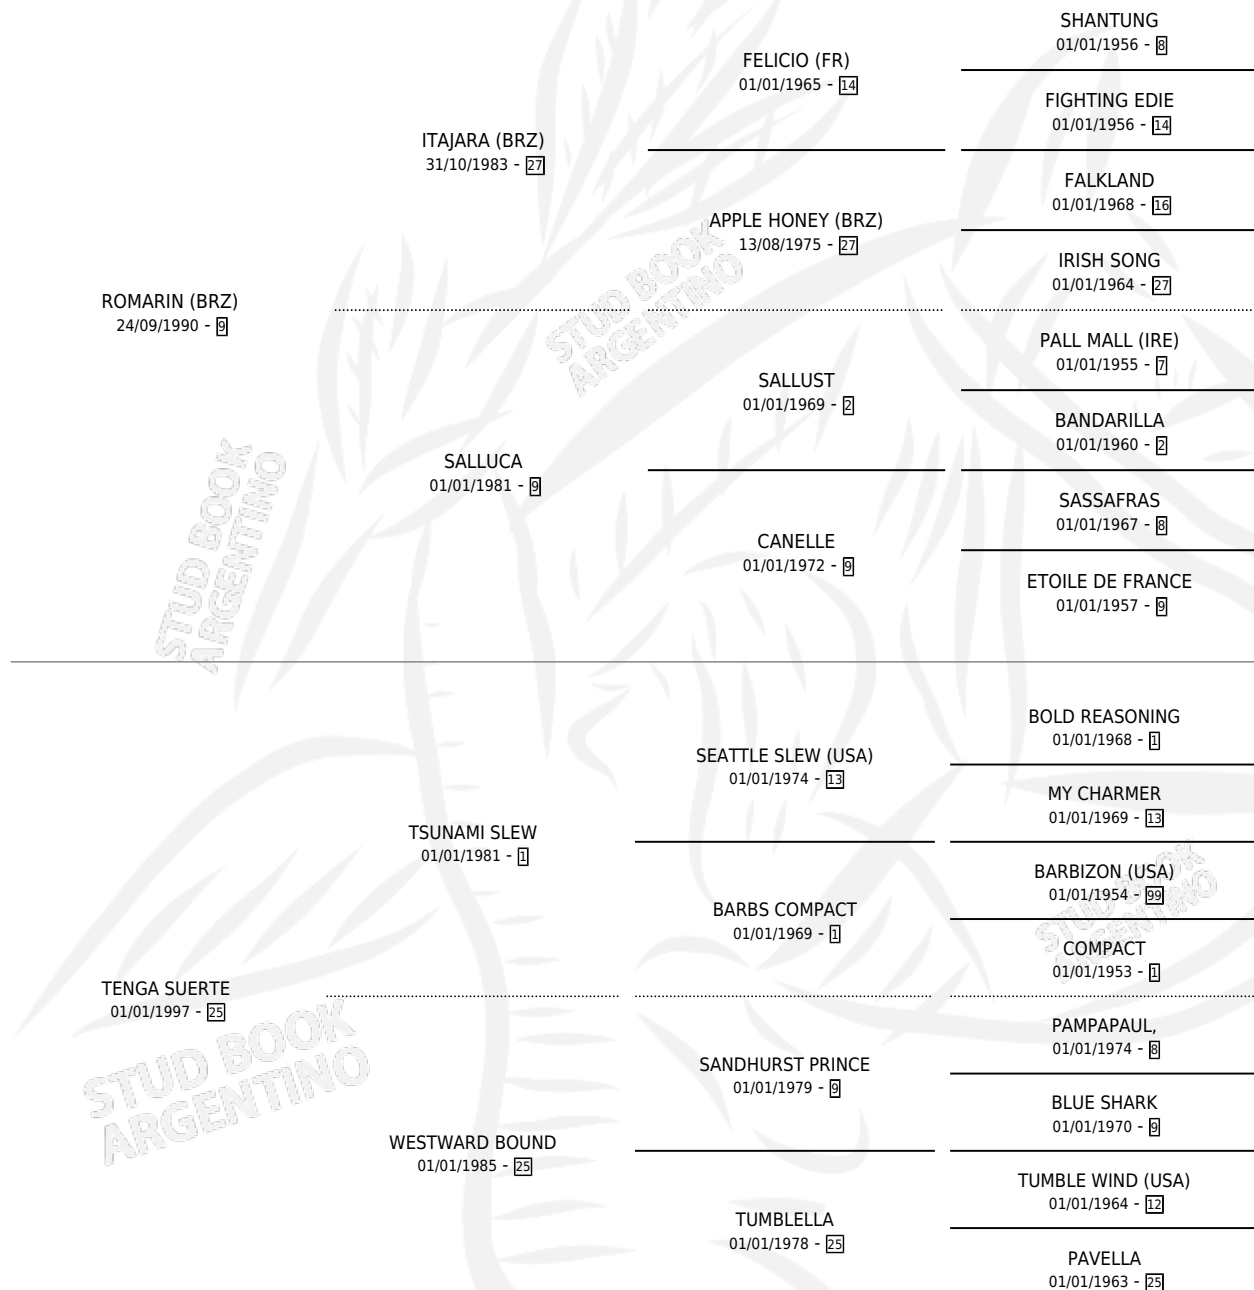 SHANTUNG
01/01/1956 - 8
FELICIO (FR)
01/01/1965 - 14
FIGHTING EDIE
01/01/1956 - 14
ITAJARA (BRZ)
31/10/1983 - 27
FALKLAND
01/01/1968 - 16
APPLE HONEY (BRZ)
13/08/1975 - 27
IRISH SONG
01/01/1964 - 27
ROMARIN (BRZ)
24/09/1990 - 9
PALL MALL (IRE)
01/01/1955 - 7
SALLUST
01/01/1969 - 2
BANDARILLA
01/01/1960 - 2
SALLUCA
01/01/1981 - 9
SASSAFRAS
01/01/1967 - 8
CANELLE
01/01/1972 - 9
ETOILE DE FRANCE
01/01/1957 - 9
BOLD REASONING
01/01/1968 - 1
SEATTLE SLEW (USA)
01/01/1974 - 13
MY CHARMER
01/01/1969 - 13
TSUNAMI SLEW
01/01/1981 - 1
BARBIZON (USA)
01/01/1954 - 99
BARBS COMPACT
01/01/1969 - 1
COMPACT
01/01/1953 - 1
TENGA SUERTE
01/01/1997 - 25
PAMPAPAUL,
01/01/1974 - 8
SANDHURST PRINCE
01/01/1979 - 9
BLUE SHARK
01/01/1970 - 9
WESTWARD BOUND
01/01/1985 - 25
TUMBLE WIND (USA)
01/01/1964 - 12
TUMBLELLA
01/01/1978 - 25
PAVELLA
01/01/1963 - 25
STUD BOOK
ARGENTINO
STUD BOOK
ARGENTINO
STUD BOOK
ARGENTINO
STUD BOOK
ARGENTINO